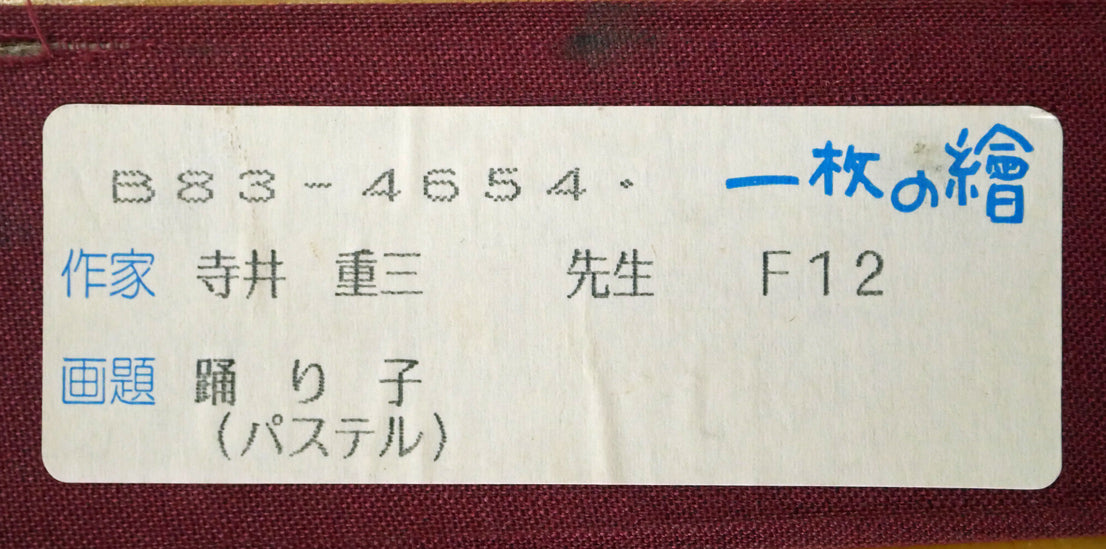 B83-4654.
一枚の繪
作家 寺井 重三 先生 F12
画題 踊り子
(パステル)